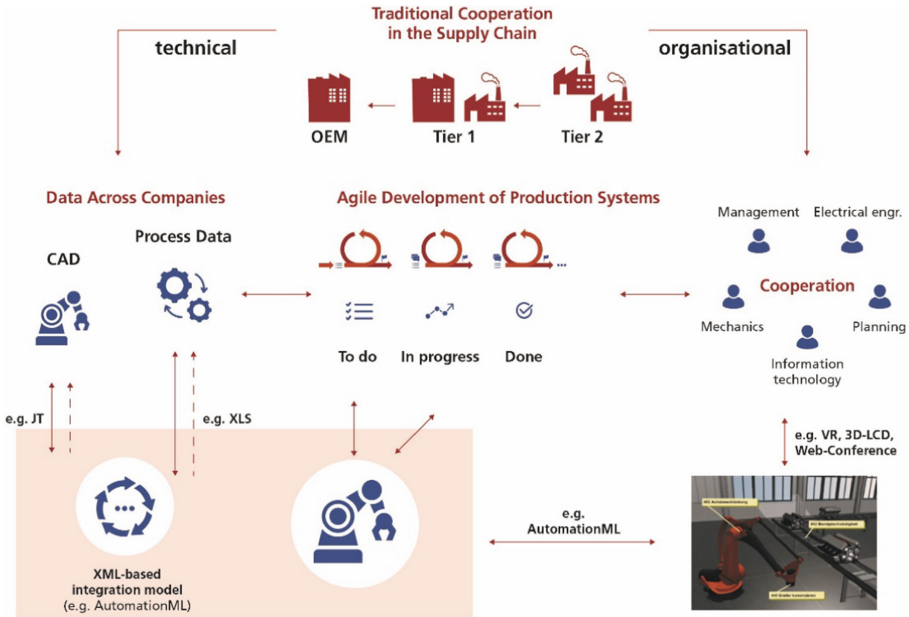 Traditional Cooperation
in the Supply Chain
technical
organisational
OEM
Tier 1
Tier 2
Data Across Companies
Agile Development of Production Systems
Management
Electrical engr.
Process Data
CAD
Cooperation
Mechanics
Planning
Information
technology
To do
In progress
Done
e.g. JT
e.g. XLS
e.g. VR, 3D-LCD,
Web-Conference
e.g.
AutomationML
XML-based
integration model
(e.g. AutomationML)